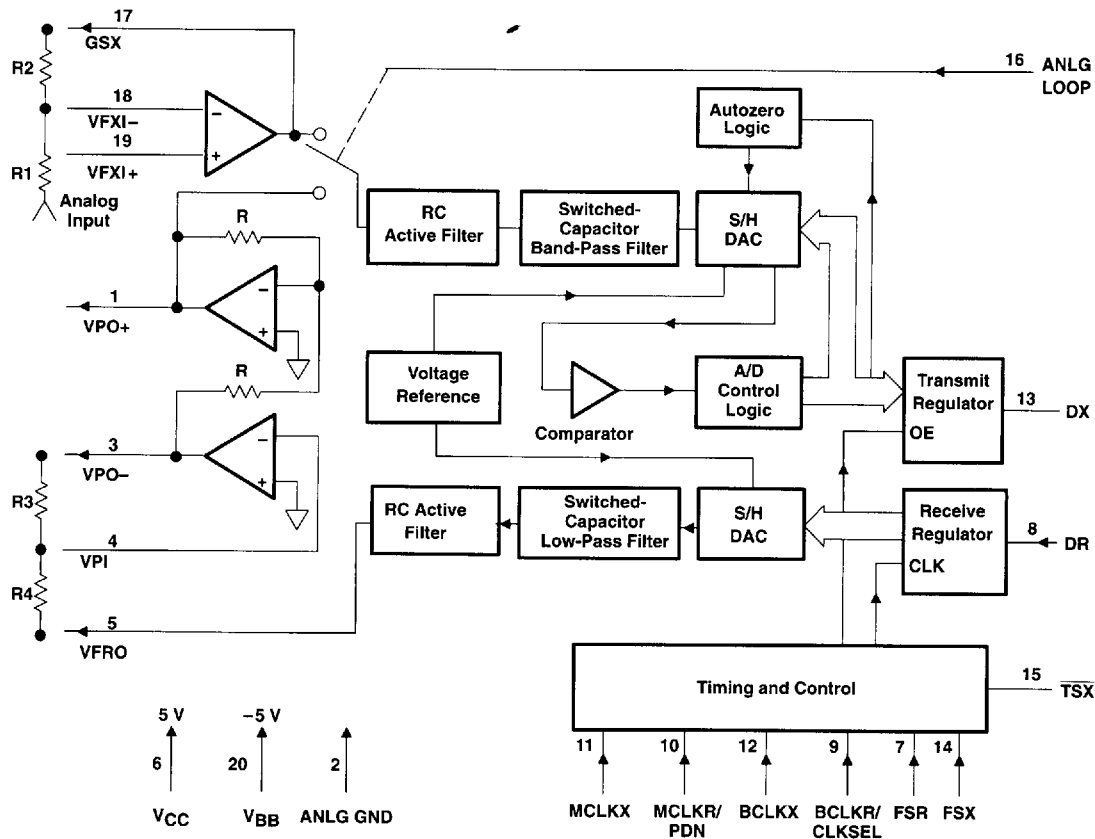 17
GSX
R2
18
VFXI–
19
VFXI+
R1
Analog
Input
–
+
16
ANLG
LOOP
Autozero
Logic
R
RC
Active Filter
Switched-
Capacitor
Band-Pass Filter
S/H
DAC
1
VPO+
–
+
R
Voltage
Reference
Comparator
A/D
Control
Logic
Transmit
Regulator
OE
13
DX
3
VPO–
–
+
R3
4
VPI
R4
5
VFRO
RC Active
Filter
Switched-
Capacitor
Low-Pass Filter
S/H
DAC
Receive
Regulator
CLK
8
DR
Timing and Control
15
TSX
5 V
–5 V
6
20
2
VCC
VBB
ANLG GND
11
10
12
9
7
14
MCLKX
MCLKR/
PDN
BCLKX
BCLKR/
CLKSEL
FSR
FSX